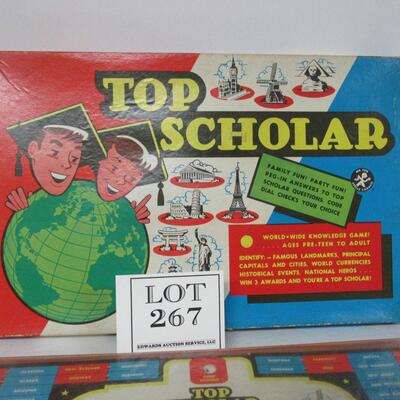 TOP
SCHOLAR
FAMILY FUN! PARTY FUN!
PEG-IN ANSWERS TO TOP
SCHOLAR QUESTIONS. CODE
DIAL CHECKS YOUR CHOICE
WORLD-WIDE KNOWLEDGE GAME!
.... AGES PRE-TEEN TO ADULT
IDENTIFY:—FAMOUS LANDMARKS, PRINCIPAL
CAPITALS AND CITIES, WORLD CURRENCIES
HISTORICAL EVENTS, NATIONAL HEROS ....
WIN 3 AWARDS AND YOU'RE A TOP SCHOLAR!
LOT
267
EDWARDS AUCTION SERVICE, LLC
TOP